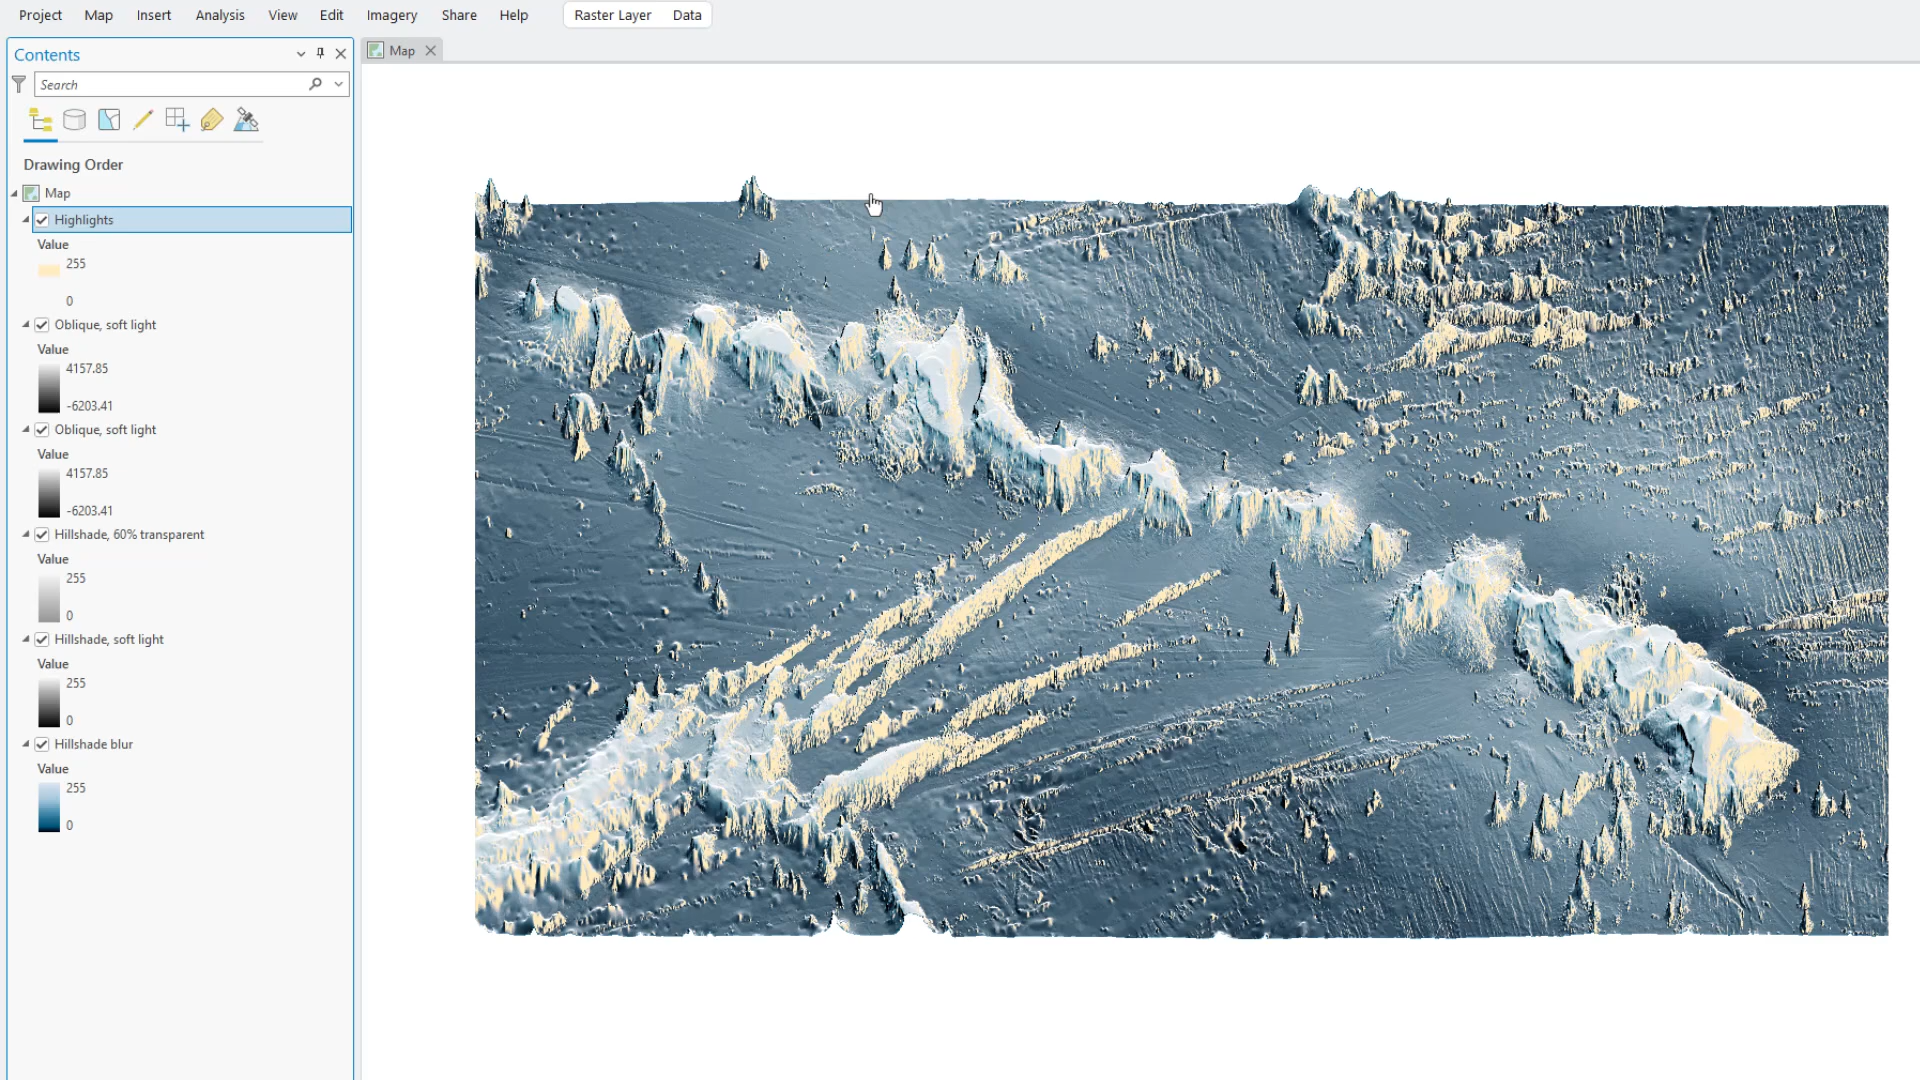 Project Map Insert Analysis View Edit Imagery Share Help Raster Layer Data
Contents
Map
Search
Drawing Order
Map
Highlights
Value
255
0
Oblique, soft light
Value
4157.85
-6203.41
Oblique, soft light
Value
4157.85
-6203.41
Hillshade, 60% transparent
Value
255
0
Hillshade, soft light
Value
255
0
Hillshade blur
Value
255
0